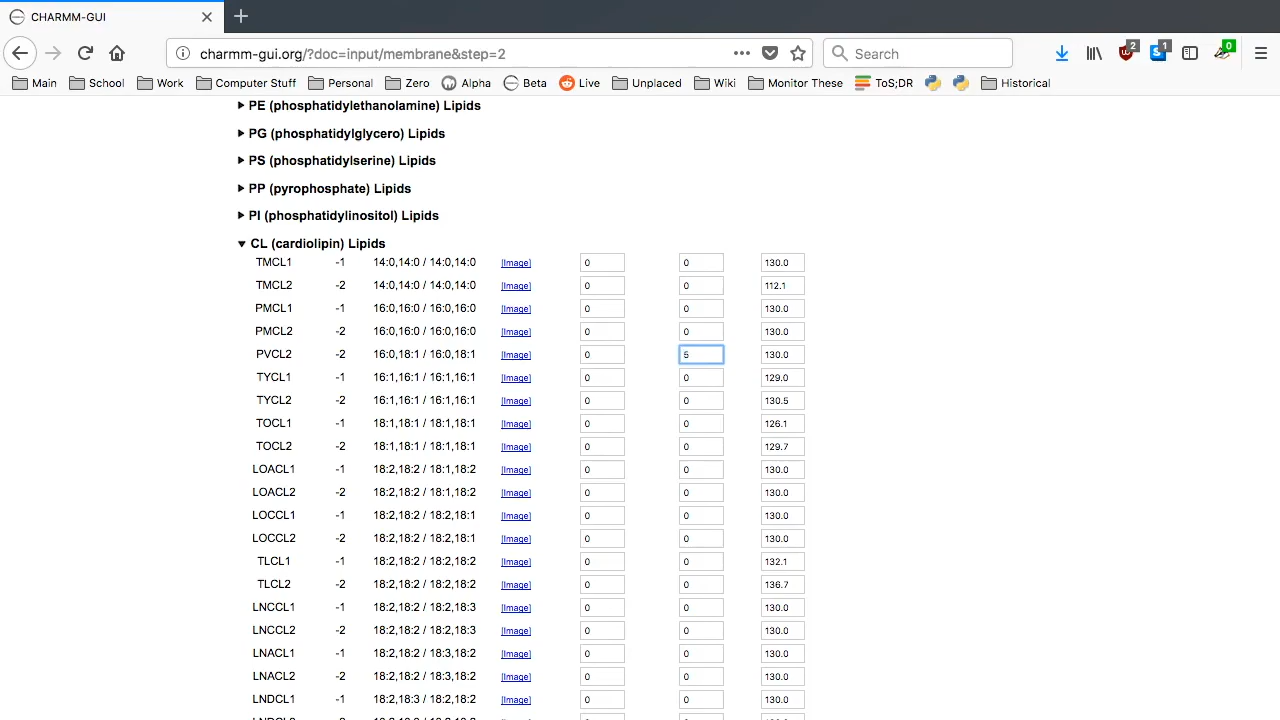 CHARMM-GUI
charmm-gui.org/?doc=input/membrane&step=2
Search
2
1
0
Main School Work Computer Stuff Personal Zero Alpha Beta Live Unplaced Wiki Monitor These ToS;DR Historical
PE (phosphatidylethanolamine) Lipids
PG (phosphatidylglycero) Lipids
PS (phosphatidylserine) Lipids
PP (pyrophosphate) Lipids
PI (phosphatidylinositol) Lipids
CL (cardiolipin) Lipids
TMCL1 -1 14:0,14:0 / 14:0,14:0 [Image] 0 0 130.0
TMCL2 -2 14:0,14:0 / 14:0,14:0 [Image] 0 0 112.1
PMCL1 -1 16:0,16:0 / 16:0,16:0 [Image] 0 0 130.0
PMCL2 -2 16:0,16:0 / 16:0,16:0 [Image] 0 0 130.0
PVCL2 -2 16:0,18:1 / 16:0,18:1 [Image] 0 5 130.0
TYCL1 -1 16:1,16:1 / 16:1,16:1 [Image] 0 0 129.0
TYCL2 -2 16:1,16:1 / 16:1,16:1 [Image] 0 0 130.5
TOCL1 -1 18:1,18:1 / 18:1,18:1 [Image] 0 0 126.1
TOCL2 -2 18:1,18:1 / 18:1,18:1 [Image] 0 0 129.7
LOACL1 -1 18:2,18:2 / 18:1,18:2 [Image] 0 0 130.0
LOACL2 -2 18:2,18:2 / 18:1,18:2 [Image] 0 0 130.0
LOCCL1 -1 18:2,18:2 / 18:2,18:1 [Image] 0 0 130.0
LOCCL2 -2 18:2,18:2 / 18:2,18:1 [Image] 0 0 130.0
TLCL1 -1 18:2,18:2 / 18:2,18:2 [Image] 0 0 132.1
TLCL2 -2 18:2,18:2 / 18:2,18:2 [Image] 0 0 136.7
LNCCL1 -1 18:2,18:2 / 18:2,18:3 [Image] 0 0 130.0
LNCCL2 -2 18:2,18:2 / 18:2,18:3 [Image] 0 0 130.0
LNACL1 -1 18:2,18:2 / 18:3,18:2 [Image] 0 0 130.0
LNACL2 -2 18:2,18:2 / 18:3,18:2 [Image] 0 0 130.0
LNDCL1 -1 18:2,18:3 / 18:2,18:2 [Image] 0 0 130.0